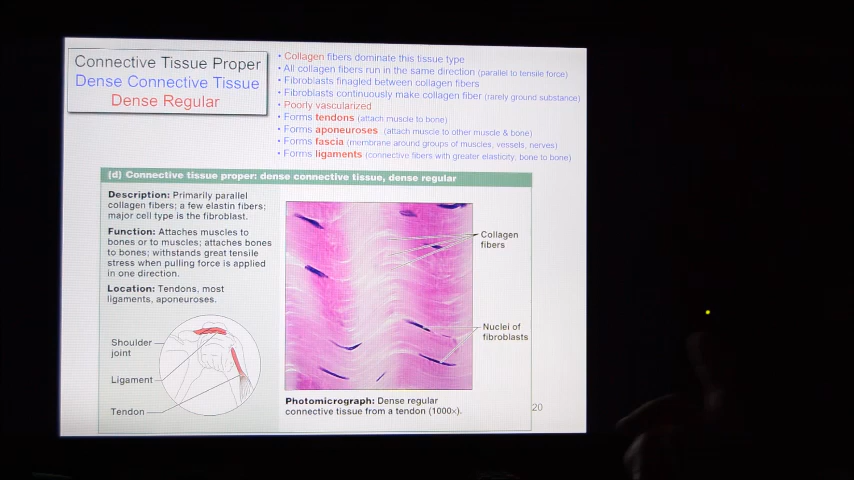 Connective Tissue Proper
Dense Connective Tissue
Dense Regular
• Collagen fibers dominate this tissue type
• All collagen fibers run in the same direction (parallel to tensile force)
• Fibroblasts finagled between collagen fibers
• Fibroblasts continuously make collagen fiber (rarely ground substance)
• Poorly vascularized
• Forms tendons (attach muscle to bone)
• Forms aponeuroses (attach muscle to other muscle & bone)
• Forms fascia (membrane around groups of muscles, vessels, nerves)
• Forms ligaments (connective fibers with greater elasticity, bone to bone)
(d) Connective tissue proper: dense connective tissue, dense regular
Description: Primarily parallel
collagen fibers; a few elastin fibers;
major cell type is the fibroblast.
Function: Attaches muscles to
bones or to muscles; attaches bones
to bones; withstands great tensile
stress when pulling force is applied
in one direction.
Location: Tendons, most
ligaments, aponeuroses.
Shoulder
joint
Ligament
Tendon
Collagen
fibers
Nuclei of
fibroblasts
Photomicrograph: Dense regular
connective tissue from a tendon (1000×).
20